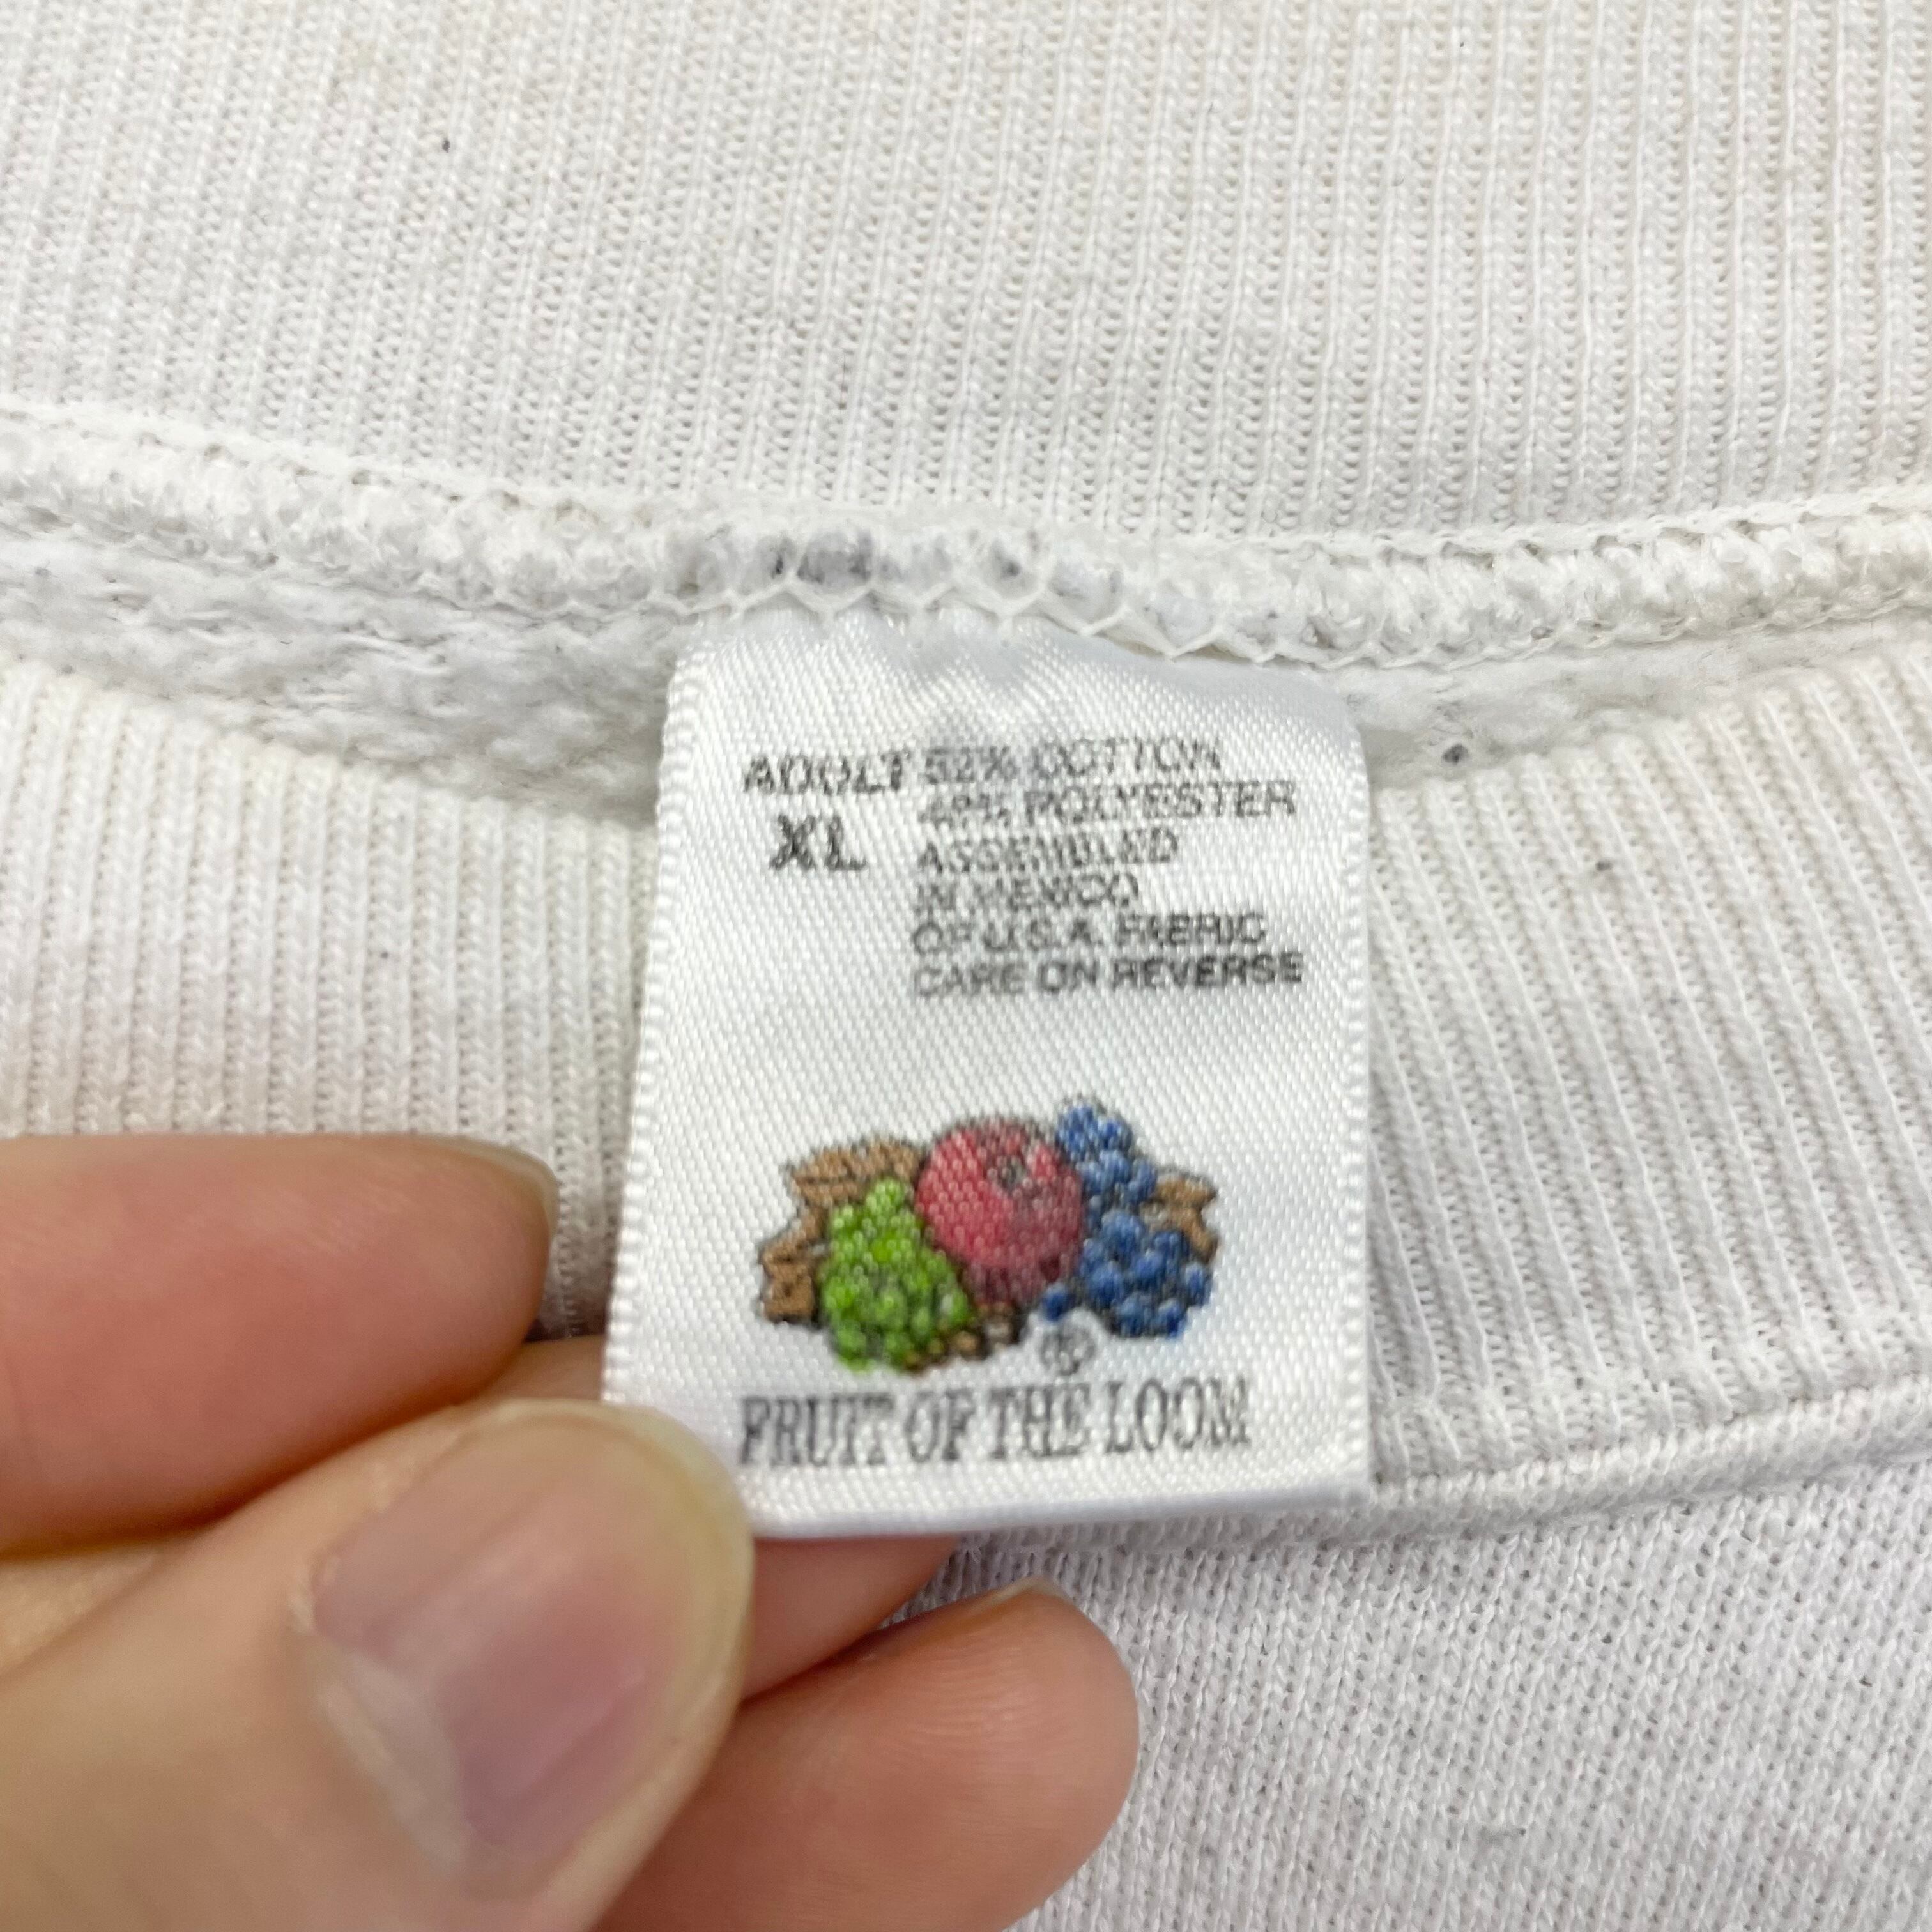 ADULT 52% COTTON
XL 48% POLYESTER
ASSEMBLED
IN MEXICO
OF U.S.A. FABRIC
CARE ON REVERSE
®
FRUIT OF THE LOOM